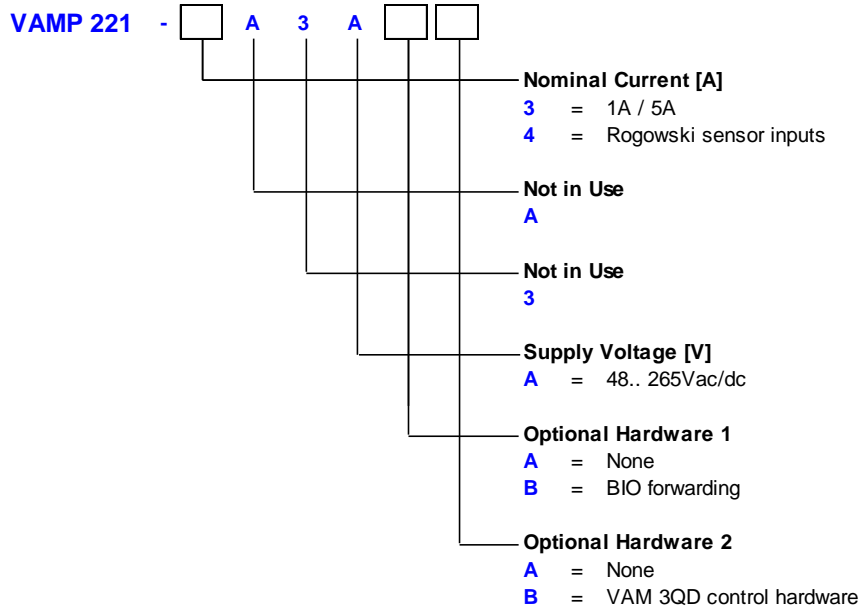 VAMP 221 - A 3 A
Nominal Current [A]
3 = 1A / 5A
4 = Rogowski sensor inputs
Not in Use
A
Not in Use
3
Supply Voltage [V]
A = 48.. 265Vac/dc
Optional Hardware 1
A = None
B = BIO forwarding
Optional Hardware 2
A = None
B = VAM 3QD control hardware